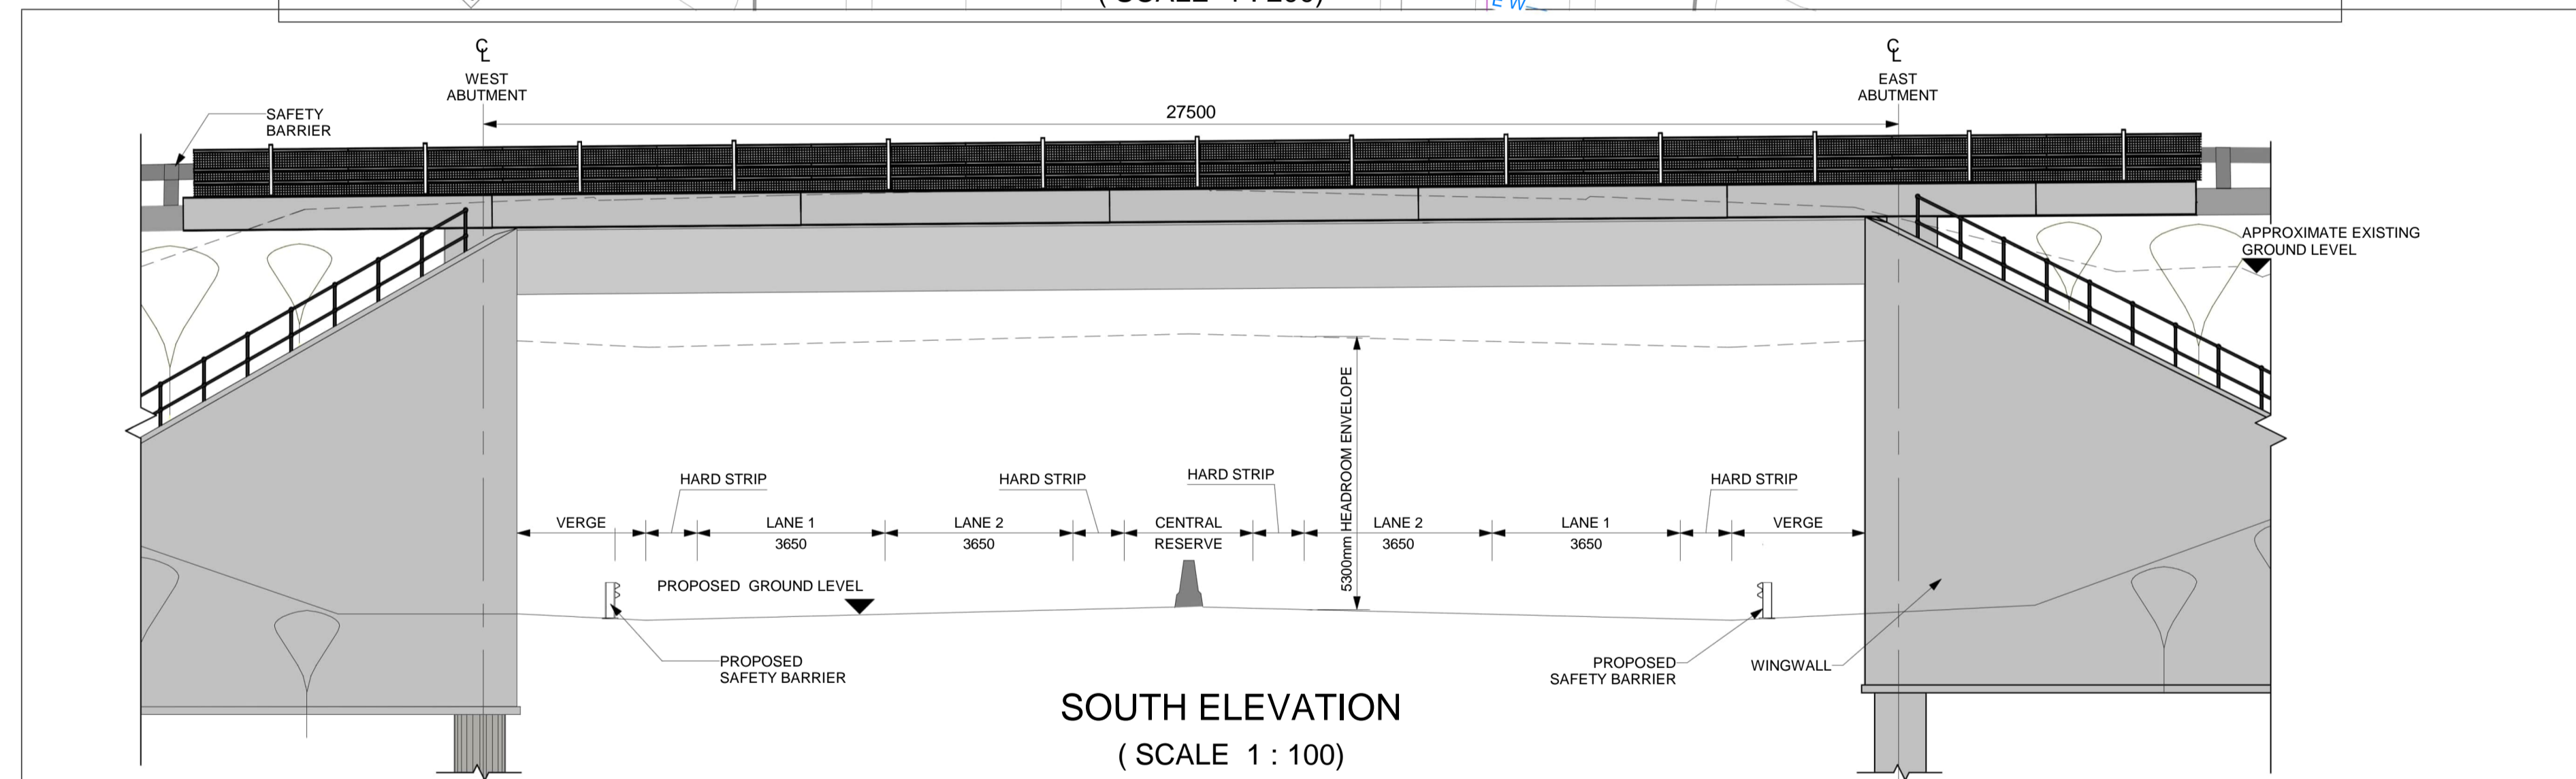 ℄
WEST
ABUTMENT
℄
EAST
ABUTMENT
SAFETY
BARRIER
27500
APPROXIMATE EXISTING
GROUND LEVEL
5300mm HEADROOM ENVELOPE
HARD STRIP
HARD STRIP
HARD STRIP
HARD STRIP
VERGE
LANE 1
3650
LANE 2
3650
CENTRAL
RESERVE
LANE 2
3650
LANE 1
3650
VERGE
PROPOSED GROUND LEVEL
PROPOSED
SAFETY BARRIER
PROPOSED
SAFETY BARRIER
WINGWALL
SOUTH ELEVATION
( SCALE 1 : 100)